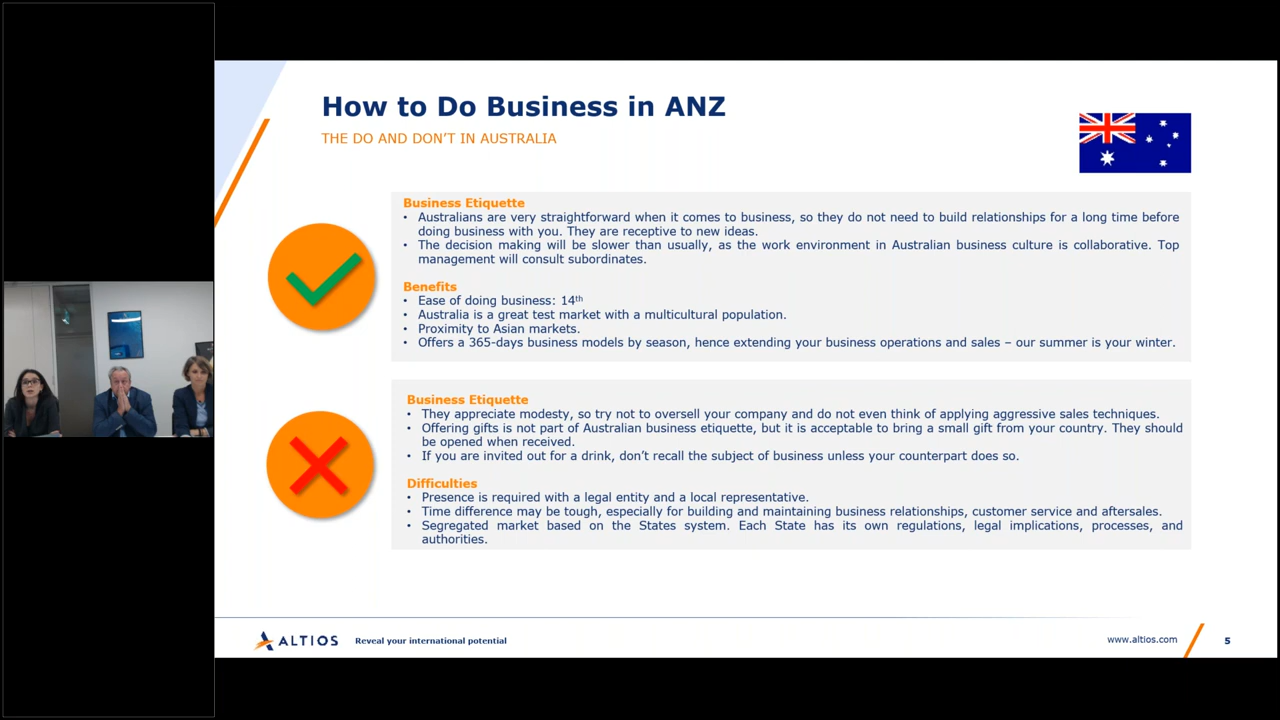 How to Do Business in ANZ
THE DO AND DON'T IN AUSTRALIA
Business Etiquette
• Australians are very straightforward when it comes to business, so they do not need to build relationships for a long time before
doing business with you. They are receptive to new ideas.
• The decision making will be slower than usually, as the work environment in Australian business culture is collaborative. Top
management will consult subordinates.
Benefits
• Ease of doing business: 14th
• Australia is a great test market with a multicultural population.
• Proximity to Asian markets.
• Offers a 365-days business models by season, hence extending your business operations and sales – our summer is your winter.
Business Etiquette
• They appreciate modesty, so try not to oversell your company and do not even think of applying aggressive sales techniques.
• Offering gifts is not part of Australian business etiquette, but it is acceptable to bring a small gift from your country. They should
be opened when received.
• If you are invited out for a drink, don't recall the subject of business unless your counterpart does so.
Difficulties
• Presence is required with a legal entity and a local representative.
• Time difference may be tough, especially for building and maintaining business relationships, customer service and aftersales.
• Segregated market based on the States system. Each State has its own regulations, legal implications, processes, and
authorities.
ALTIOS Reveal your international potential
www.altios.com 5